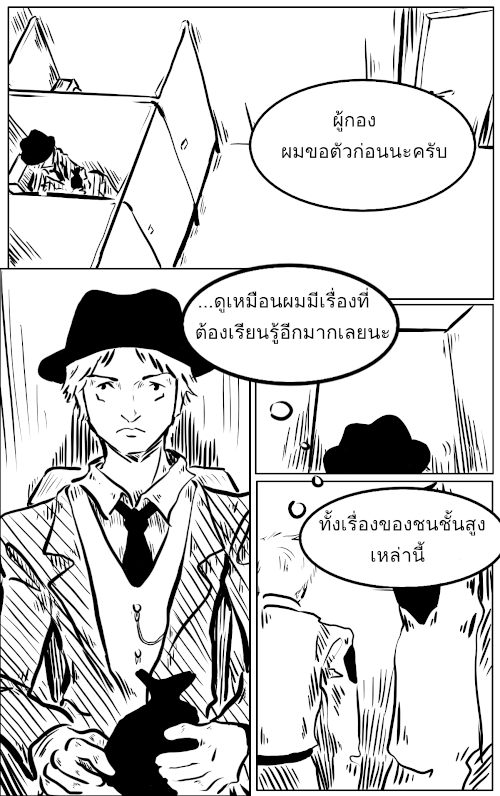 ผู้กอง
ผมขอตัวก่อนนะครับ
...ดูเหมือนผมมีเรื่องที่
ต้องเรียนรู้อีกมากเลยนะ
ทั้งเรื่องของชนชั้นสูง
เหล่านี้